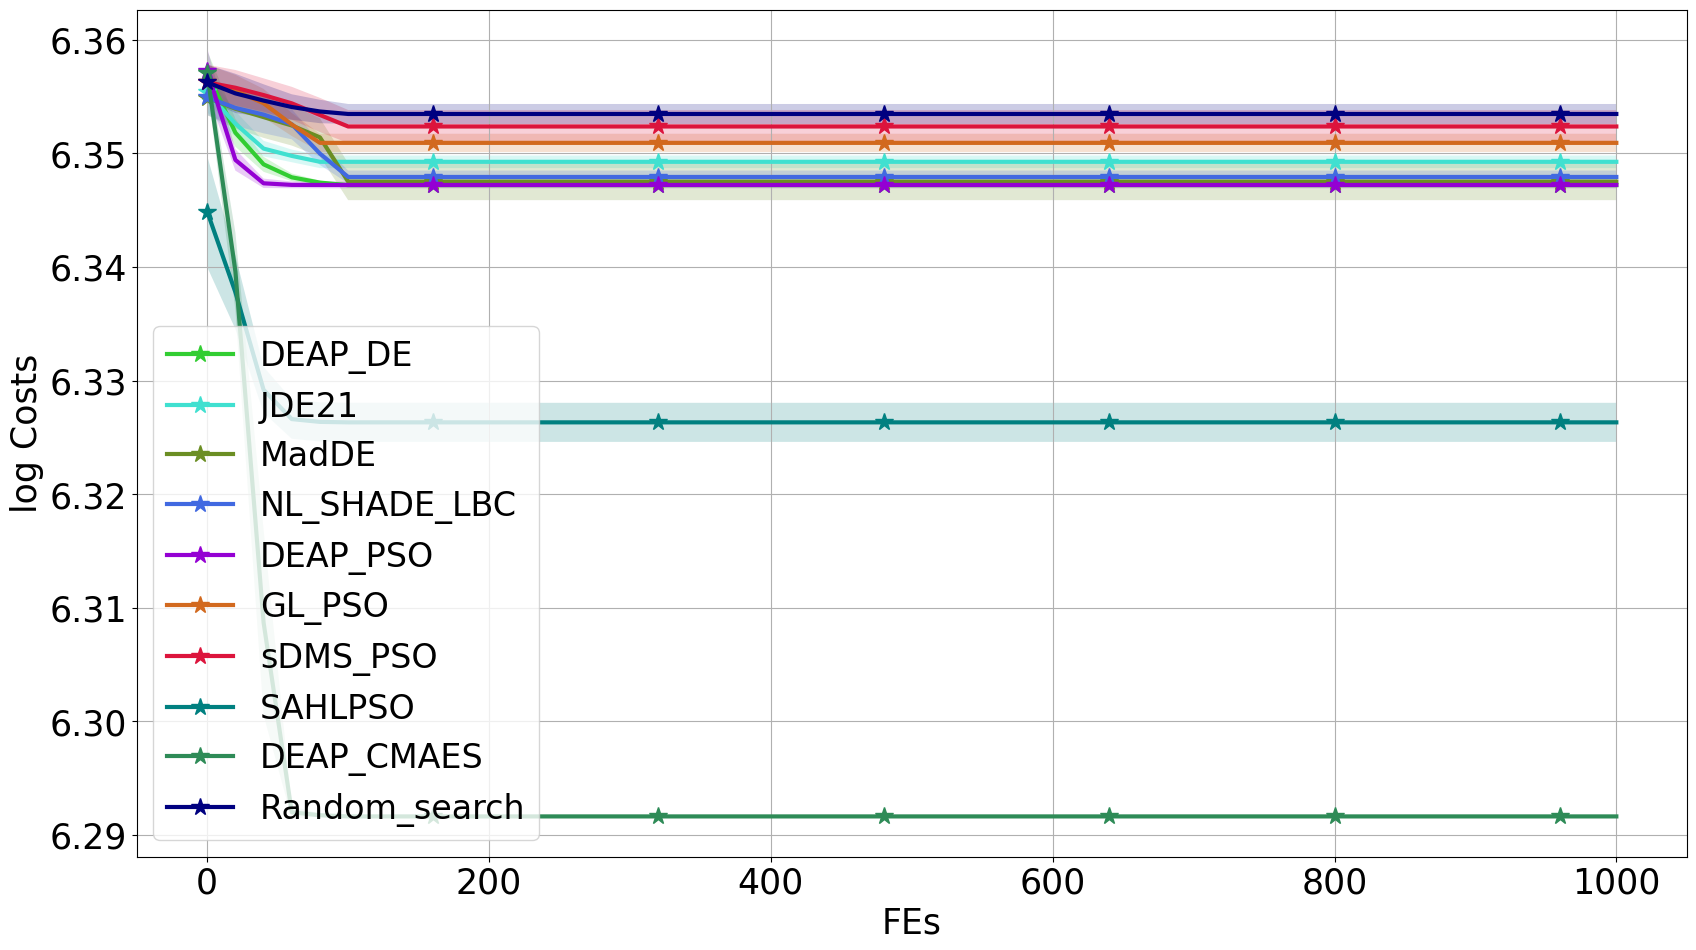 6.36
6.35
6.34
6.33
6.32
6.31
6.30
6.29
log Costs
DEAP_DE
JDE21
MadDE
NL_SHADE_LBC
DEAP_PSO
GL_PSO
sDMS_PSO
SAHLPSO
DEAP_CMAES
Random_search
0 200 400 600 800 1000
FEs